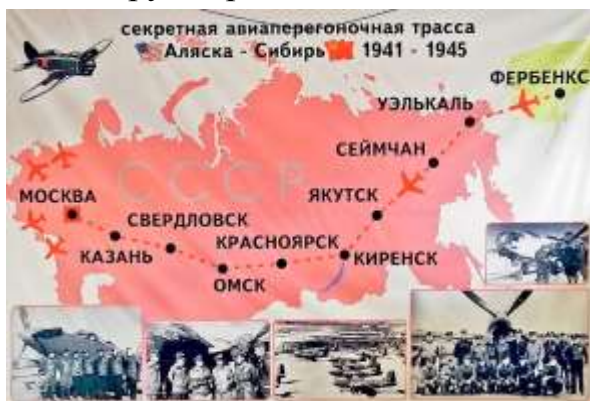 секретная авиаперегоночная трасса
Аляска - Сибирь 1941 - 1945
ФЕРБЕНКС
УЭЛЬКАЛЬ
СЕЙМЧАН
СССР
ЯКУТСК
МОСКВА
СВЕРДЛОВСК
КРАСНОЯРСК
КАЗАНЬ
КИРЕНСК
ОМСК